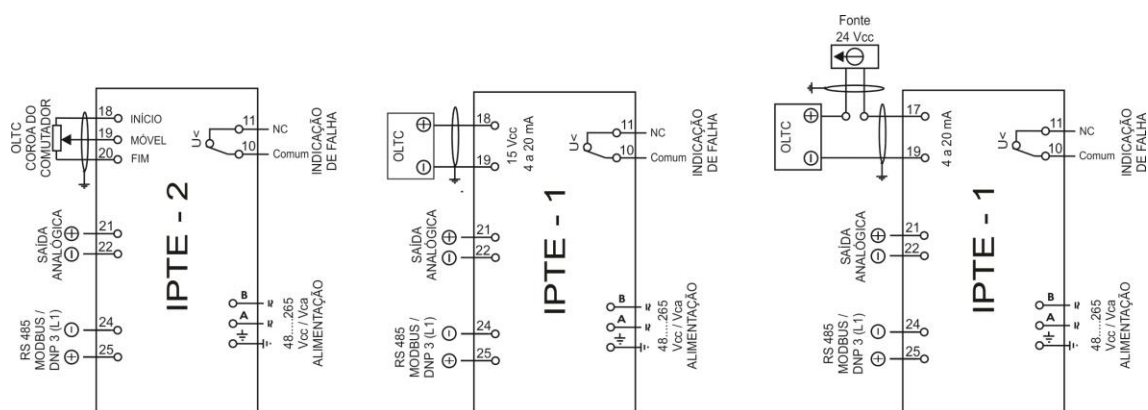 OLTC
COROA DO
COMUTADOR
18
INÍCIO
19
MÓVEL
20
FIM
11
NC
10
Comum
U<
INDICAÇÃO
DE FALHA
IPTE - 2
21
22
SAÍDA
ANALÓGICA
RS 485
MODBUS /
DNP 3 (L1)
24
25
B
A
48.....265
Vcc / Vca
ALIMENTAÇÃO
OLTC
18
19
15 Vcc
4 a 20 mA
11
NC
10
Comum
U<
INDICAÇÃO
DE FALHA
IPTE - 1
21
22
SAÍDA
ANALÓGICA
RS 485
MODBUS /
DNP 3 (L1)
24
25
B
A
48.....265
Vcc / Vca
ALIMENTAÇÃO
Fonte
24 Vcc
OLTC
17
19
4 a 20 mA
11
NC
10
Comum
U<
INDICAÇÃO
DE FALHA
IPTE - 1
21
22
SAÍDA
ANALÓGICA
RS 485
MODBUS /
DNP 3 (L1)
24
25
B
A
48.....265
Vcc / Vca
ALIMENTAÇÃO